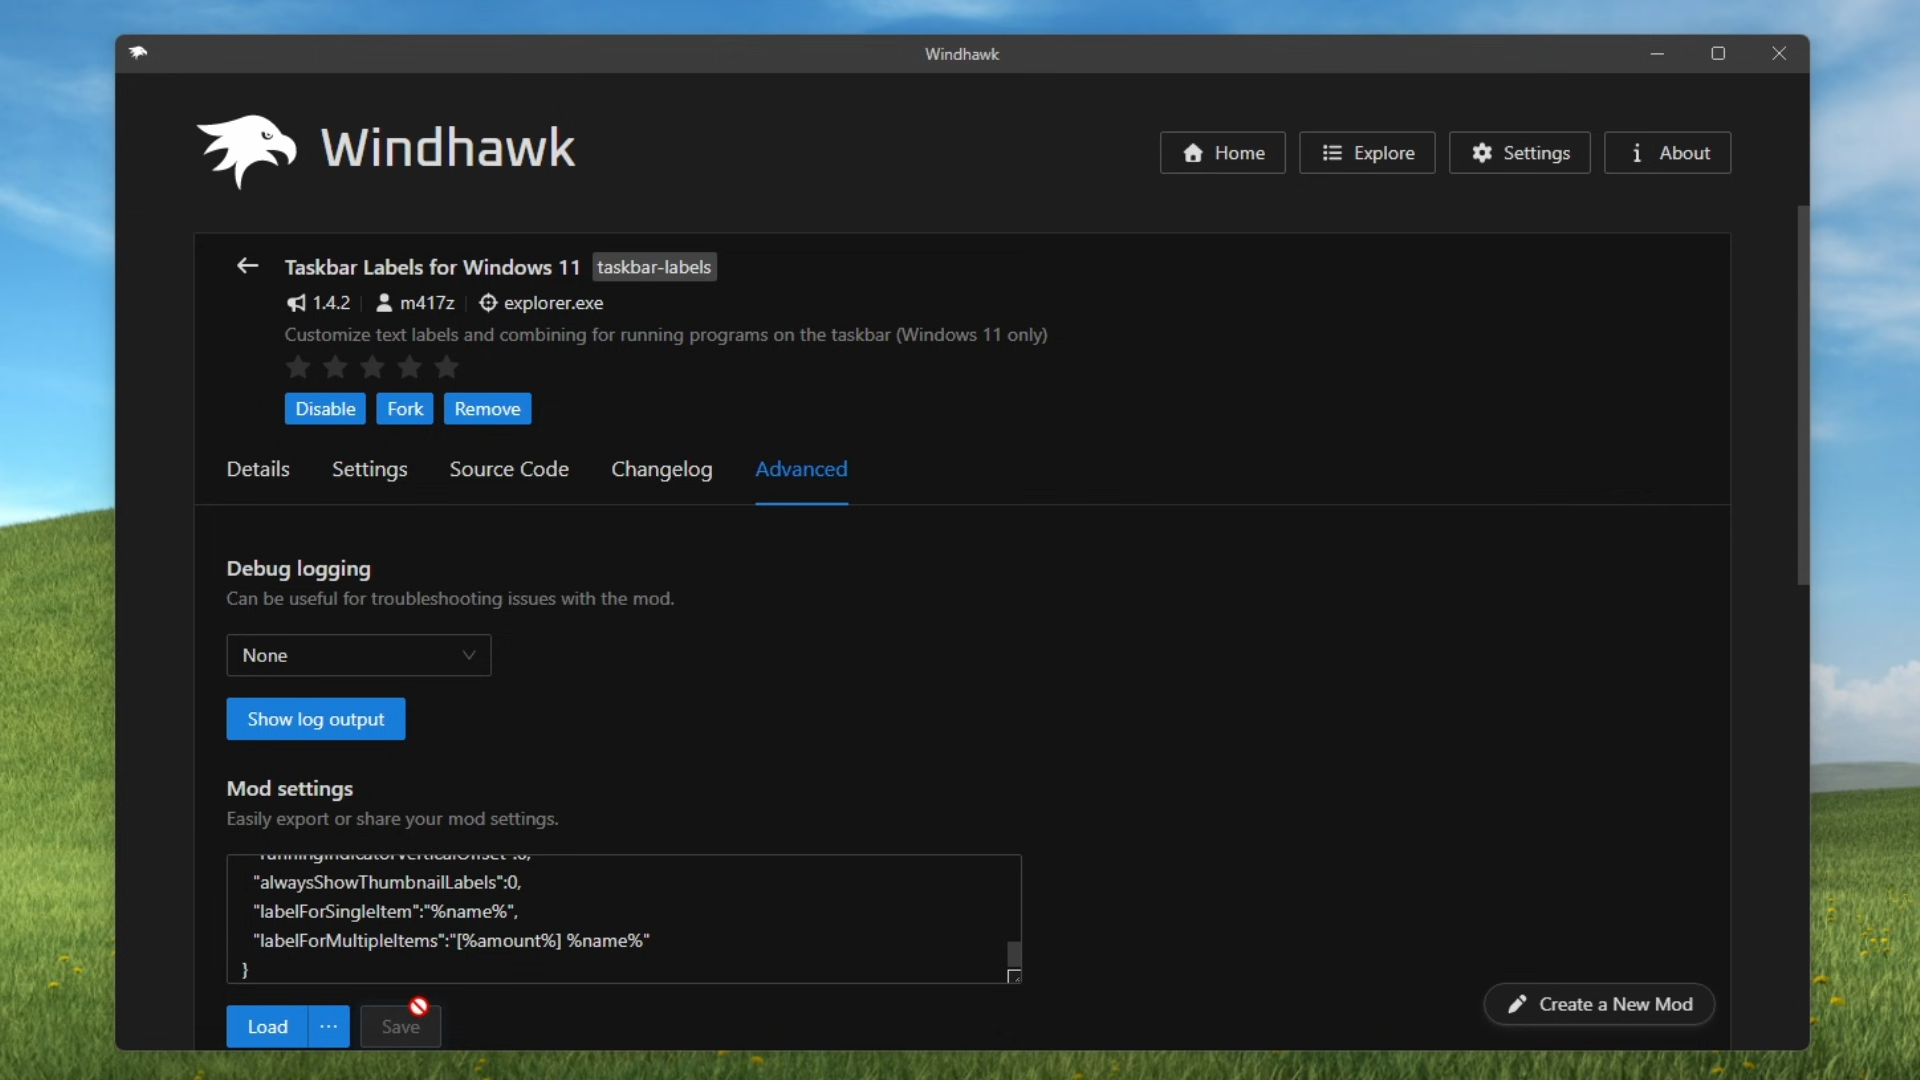 Windhawk
Windhawk
Home
Explore
Settings
About
Taskbar Labels for Windows 11 taskbar-labels
1.4.2 m417z explorer.exe
Customize text labels and combining for running programs on the taskbar (Windows 11 only)
Disable Fork Remove
Details Settings Source Code Changelog Advanced
Debug logging
Can be useful for troubleshooting issues with the mod.
None
Show log output
Mod settings
Easily export or share your mod settings.
"runningIndicatorVerticalOffset":0,
"alwaysShowThumbnailLabels":0,
"labelForSingleItem":"%name%",
"labelForMultipleItems":"[%amount%] %name%"
}
Load ... Save
Create a New Mod